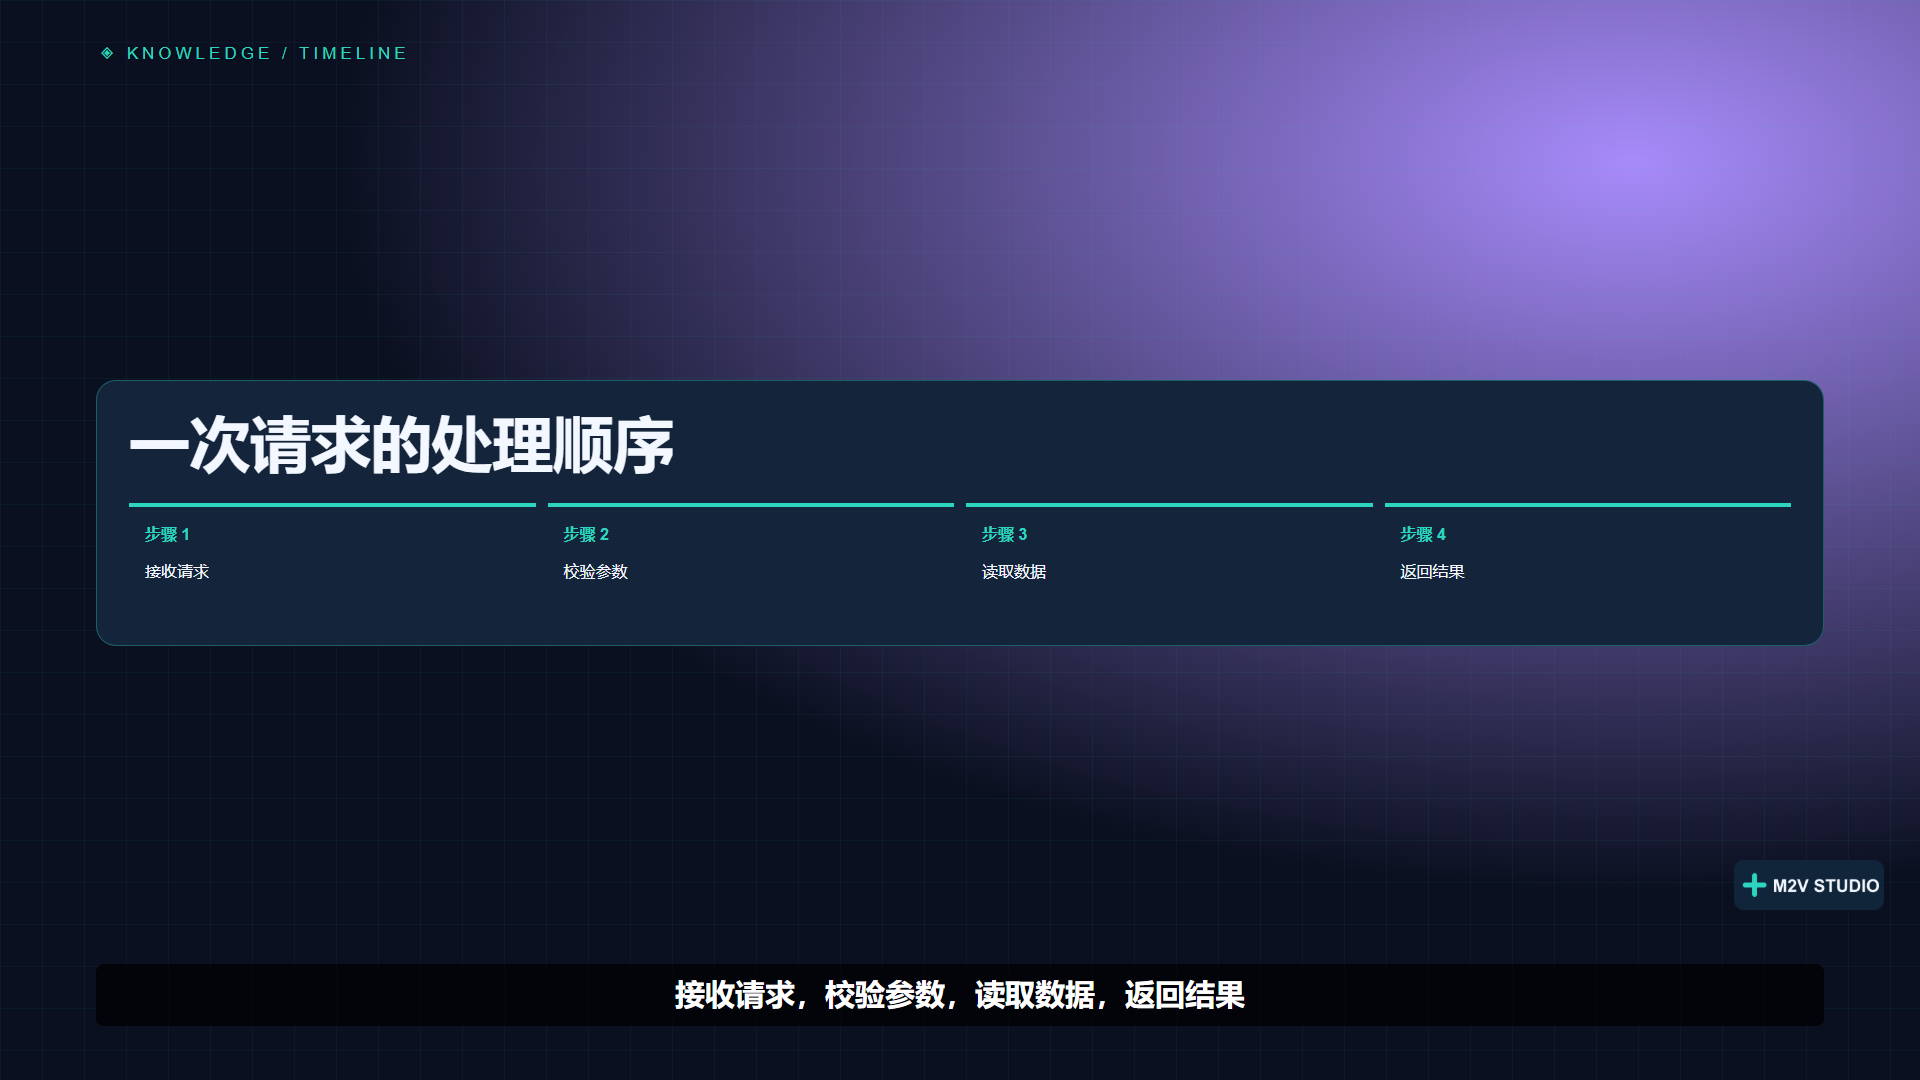 ◈ KNOWLEDGE / TIMELINE
一次请求的处理顺序
步骤 1
接收请求
步骤 2
校验参数
步骤 3
读取数据
步骤 4
返回结果
M2V STUDIO
接收请求，校验参数，读取数据，返回结果